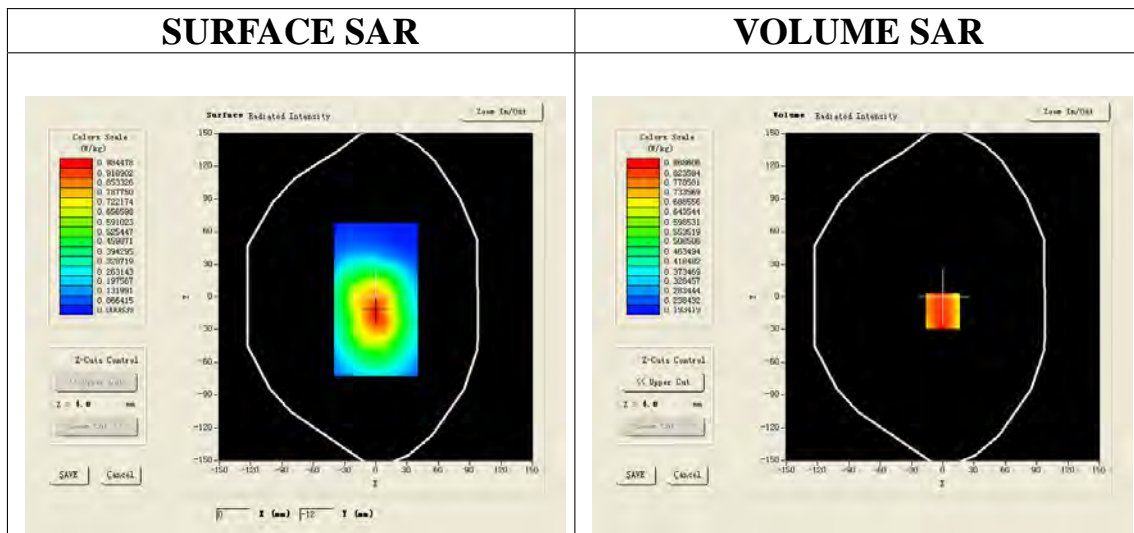 SURFACE SAR
VOLUME SAR
Surface Radiated Intensity
Zoom In/Out
Colors Scale
(W/kg)
0.984478
0.918902
0.853326
0.787750
0.722174
0.656598
0.591023
0.525447
0.459871
0.394295
0.328719
0.263143
0.197567
0.131991
0.066415
0.000839
150
120
90
60
30
0
-30
-60
-90
-120
-150
-150 -120 -90 -60 -30 0 30 60 90 120 150
Z-Cuts Control
<< Upper Cut
Z = 4.0 mm
SAVE
Cancel
0 X (mm) -12 Y (mm)
Volume Radiated Intensity
Zoom In/Out
Colors Scale
(W/kg)
0.868606
0.823594
0.778581
0.733569
0.688556
0.643544
0.598531
0.553519
0.508506
0.463494
0.418482
0.373469
0.328457
0.283444
0.238432
0.193419
150
120
90
60
30
0
-30
-60
-90
-120
-150
-150 -120 -90 -60 -30 0 30 60 90 120 150
Z-Cuts Control
<< Upper Cut
Z = 4.0 mm
SAVE
Cancel